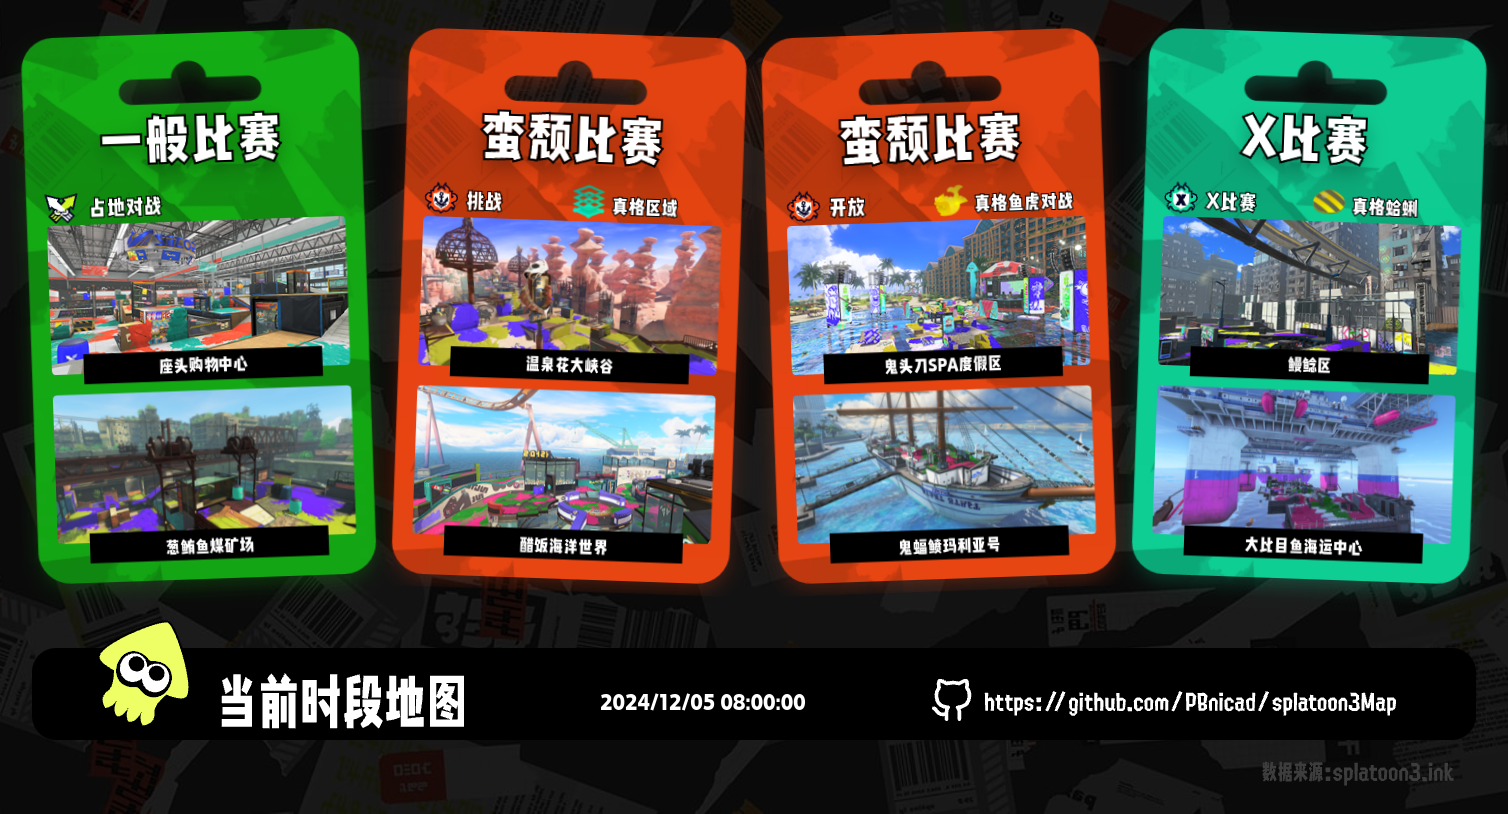 一般比赛
占地对战
座头购物中心
葱鲔鱼煤矿场
蛮颓比赛
挑战
真格区域
温泉花大峡谷
醋饭海洋世界
蛮颓比赛
开放
真格鱼虎对战
鬼头刀SPA度假区
鬼蝠鲼玛利亚号
X比赛
X比赛
真格蛤蜊
鳗鲶区
大比目鱼海运中心
当前时段地图
2024/12/05 08:00:00
https://github.com/PBnicad/splatoon3Map
数据来源:splatoon3.ink